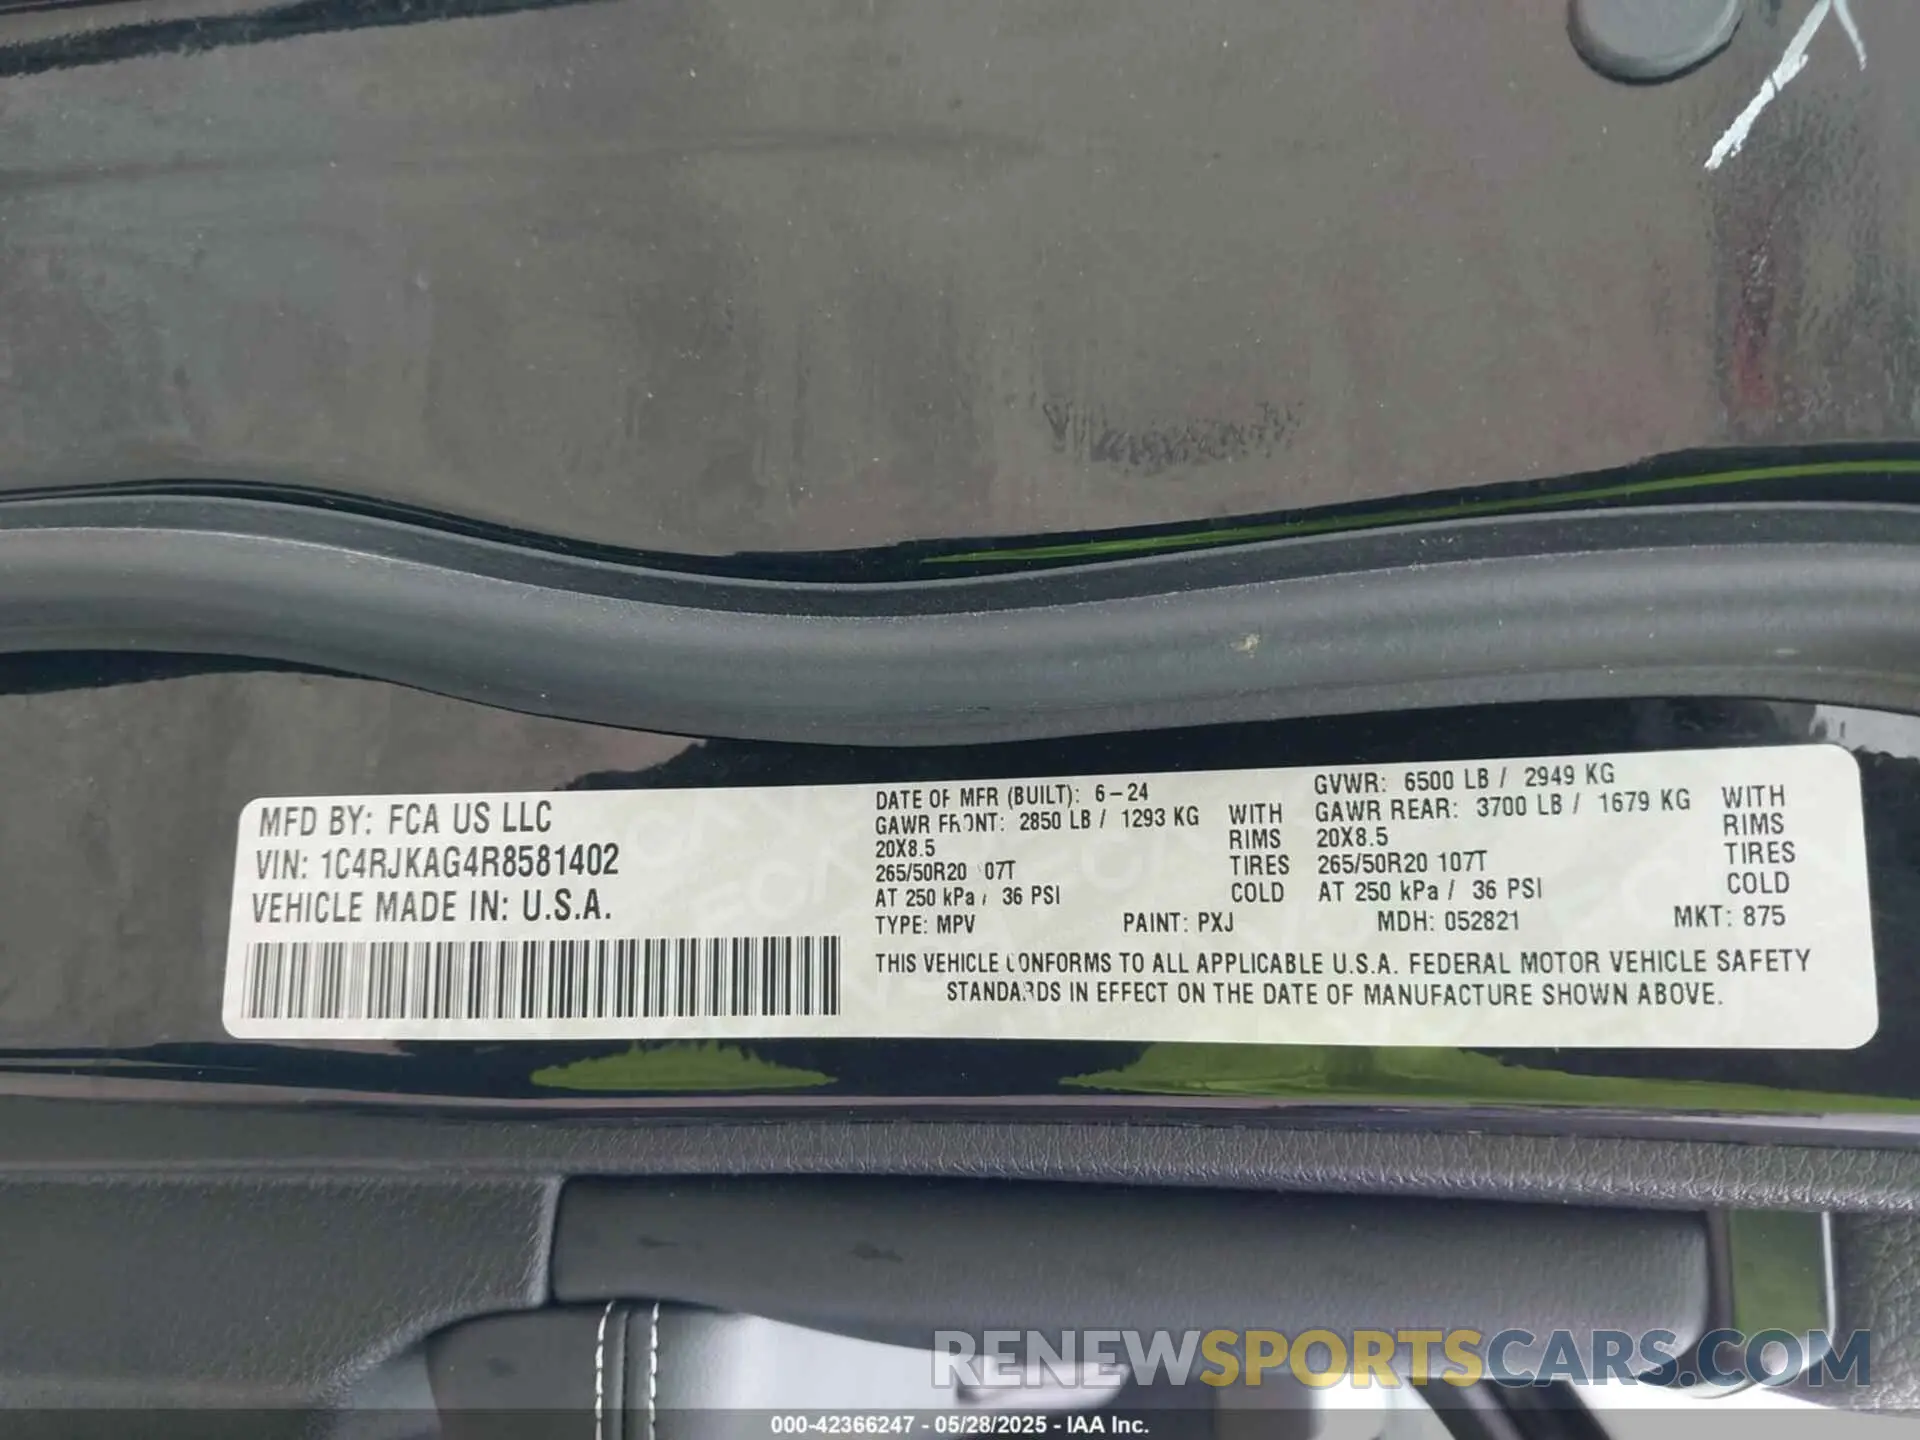 MFD BY: FCA US LLC
VIN: 1C4RJKAG4R8581402
VEHICLE MADE IN: U.S.A.
DATE OF MFR (BUILT): 6-24
GAWR FRONT: 2850 LB / 1293 KG WITH
20X8.5 RIMS
265/50R20 07T TIRES
AT 250 kPa / 36 PSI COLD
GVWR: 6500 LB / 2949 KG
GAWR REAR: 3700 LB / 1679 KG WITH
20X8.5 RIMS
265/50R20 107T TIRES
AT 250 kPa / 36 PSI COLD
TYPE: MPV PAINT: PXJ MDH: 052821 MKT: 875
THIS VEHICLE CONFORMS TO ALL APPLICABLE U.S.A. FEDERAL MOTOR VEHICLE SAFETY
STANDARDS IN EFFECT ON THE DATE OF MANUFACTURE SHOWN ABOVE.
RENEWSPORTSCARS.COM
000-42366247 - 05/28/2025 - IAA Inc.